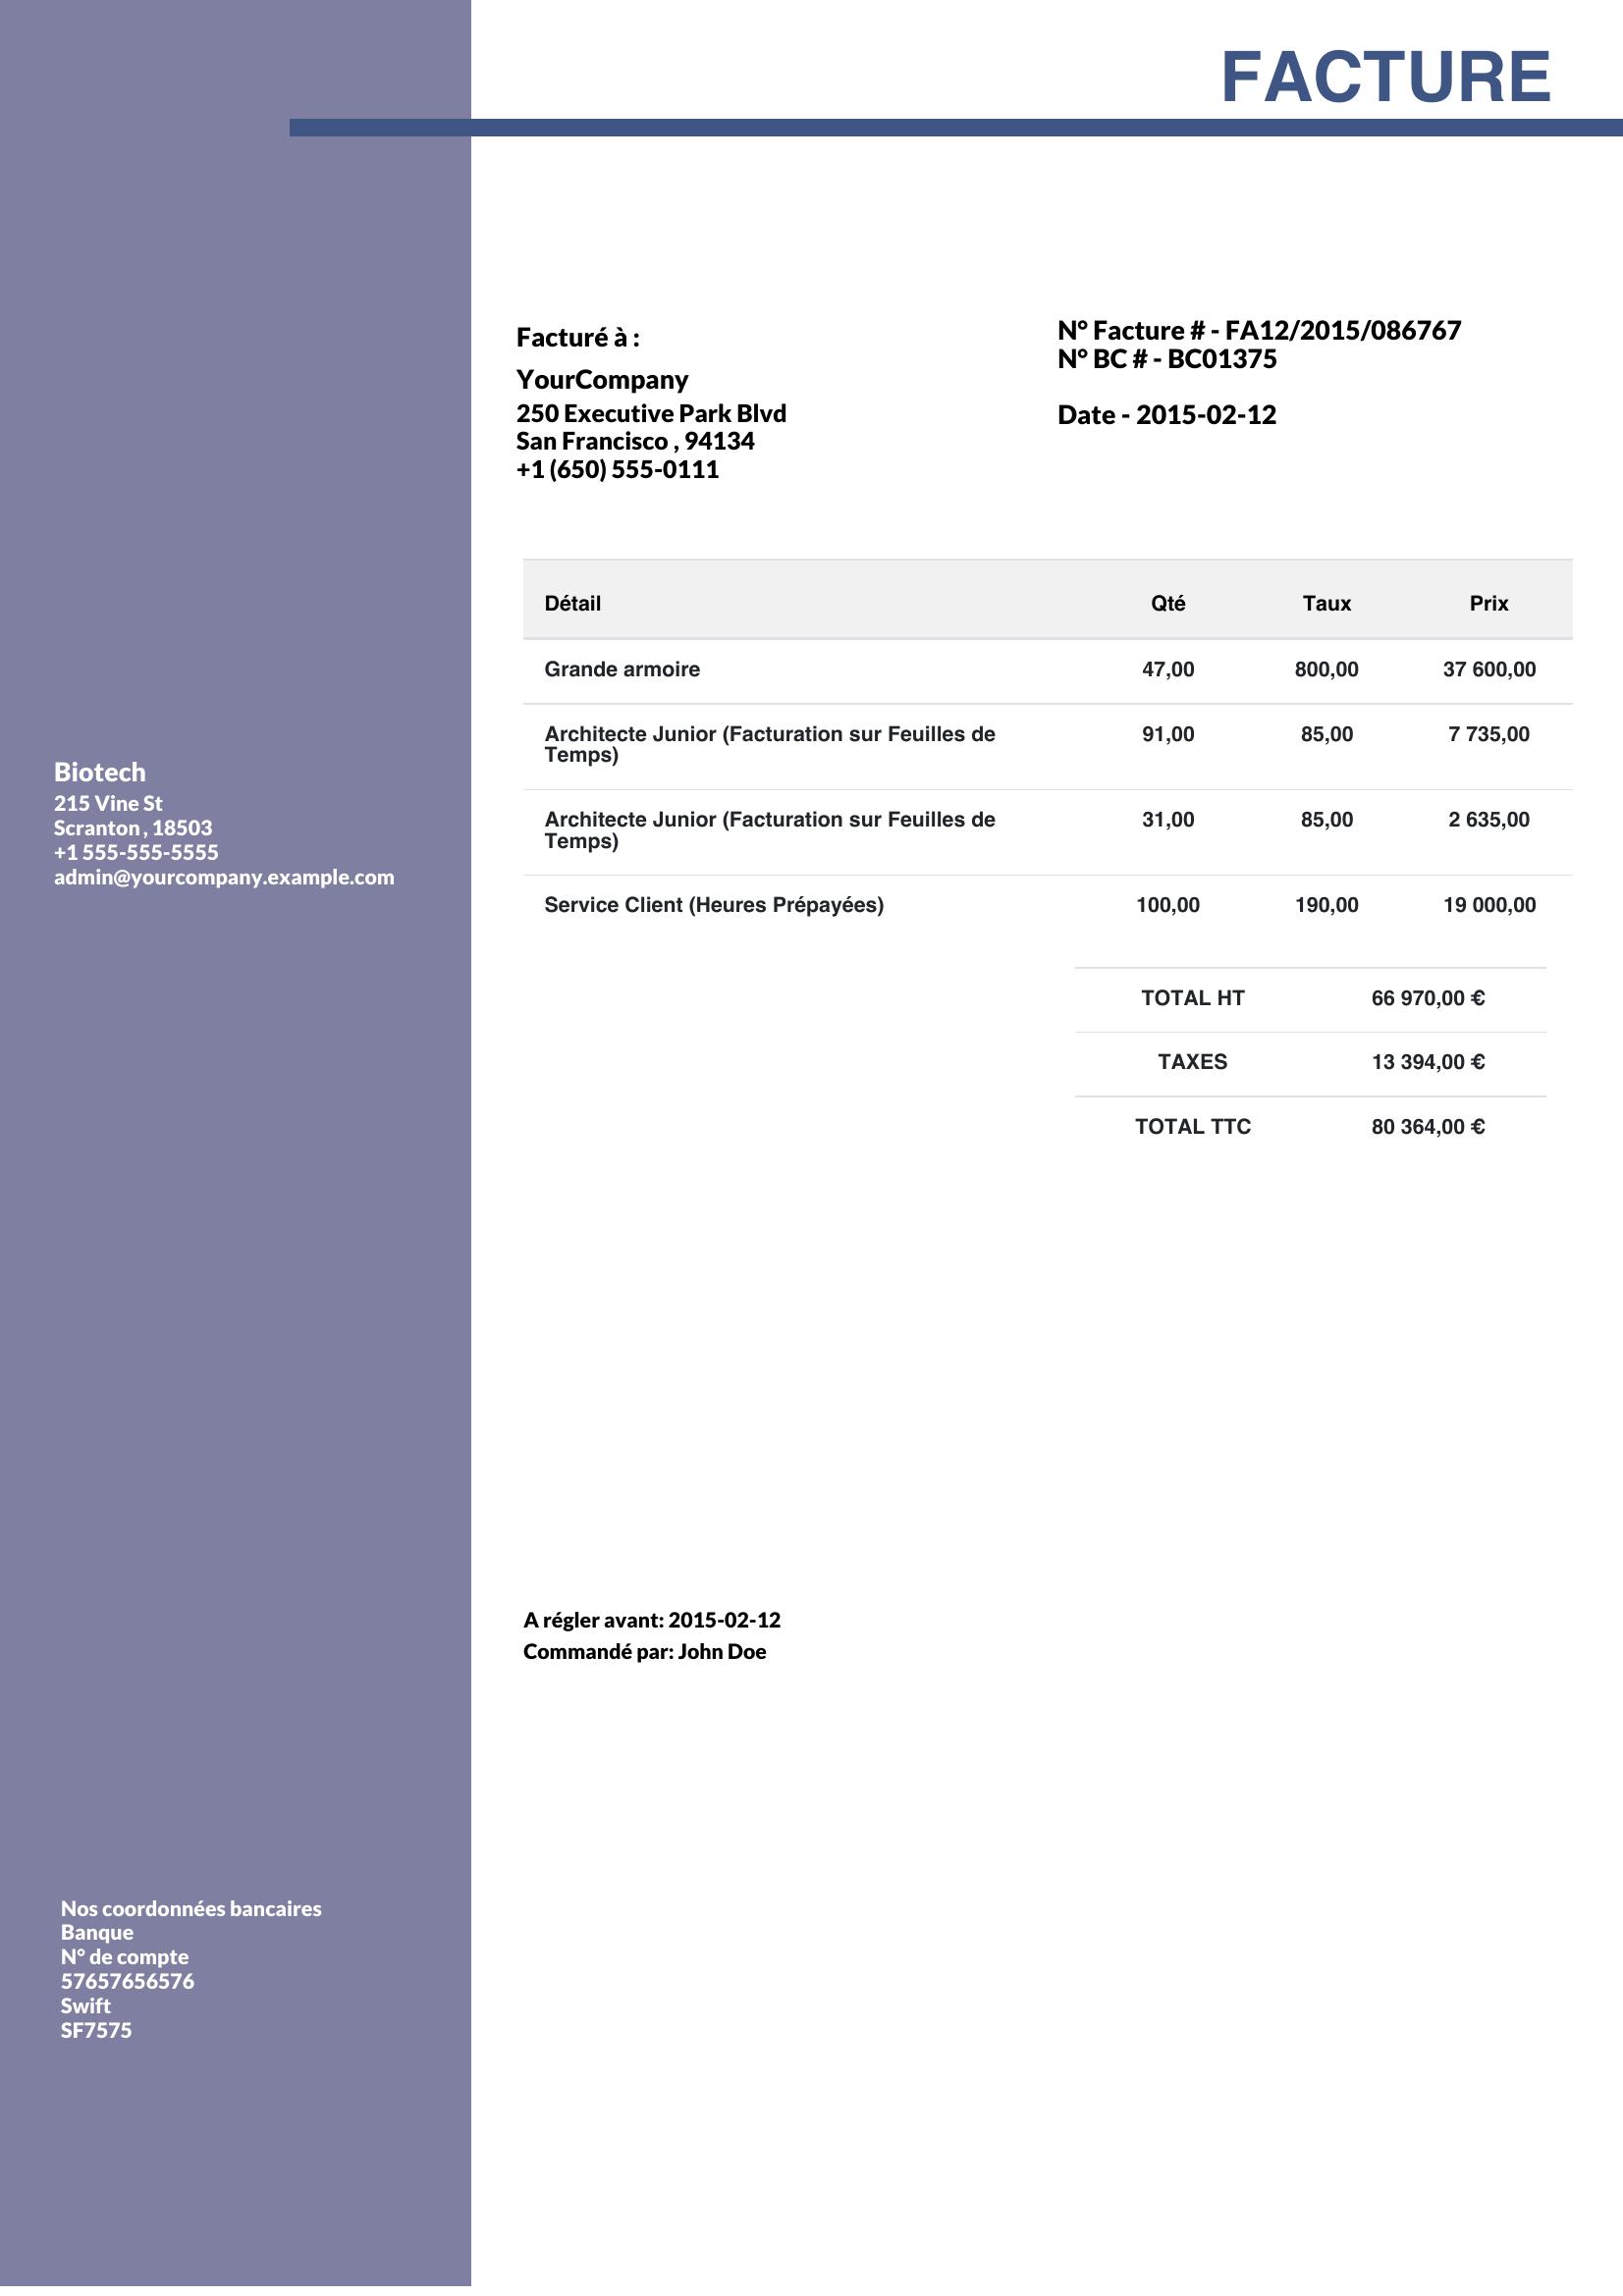 FACTURE
Facturé à :
YourCompany
250 Executive Park Blvd
San Francisco , 94134
+1 (650) 555-0111
N° Facture # - FA12/2015/086767
N° BC # - BC01375
Date - 2015-02-12
Détail Qté Taux Prix
Grande armoire 47,00 800,00 37 600,00
Architecte Junior (Facturation sur Feuilles de 91,00 85,00 7 735,00
Temps)
Architecte Junior (Facturation sur Feuilles de 31,00 85,00 2 635,00
Temps)
Service Client (Heures Prépayées) 100,00 190,00 19 000,00
TOTAL HT 66 970,00 €
TAXES 13 394,00 €
TOTAL TTC 80 364,00 €
Biotech
215 Vine St
Scranton , 18503
+1 555-555-5555
admin@yourcompany.example.com
A régler avant: 2015-02-12
Commandé par: John Doe
Nos coordonnées bancaires
Banque
N° de compte
57657656576
Swift
SF7575